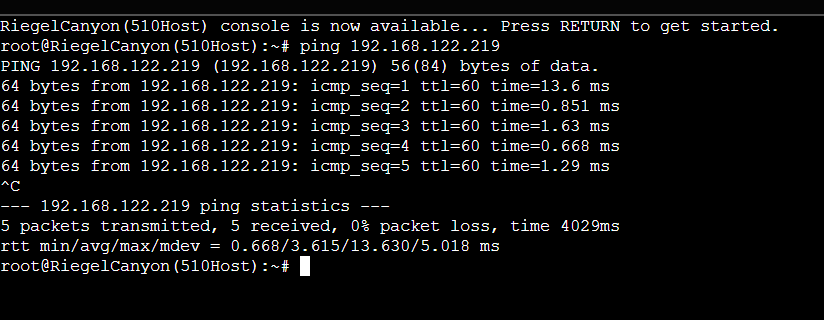 RiegelCanyon(510Host) console is now available... Press RETURN to get started.
root@RiegelCanyon(510Host):~# ping 192.168.122.219
PING 192.168.122.219 (192.168.122.219) 56(84) bytes of data.
64 bytes from 192.168.122.219: icmp_seq=1 ttl=60 time=13.6 ms
64 bytes from 192.168.122.219: icmp_seq=2 ttl=60 time=0.851 ms
64 bytes from 192.168.122.219: icmp_seq=3 ttl=60 time=1.63 ms
64 bytes from 192.168.122.219: icmp_seq=4 ttl=60 time=0.668 ms
64 bytes from 192.168.122.219: icmp_seq=5 ttl=60 time=1.29 ms
^C
--- 192.168.122.219 ping statistics ---
5 packets transmitted, 5 received, 0% packet loss, time 4029ms
rtt min/avg/max/mdev = 0.668/3.615/13.630/5.018 ms
root@RiegelCanyon(510Host):~#